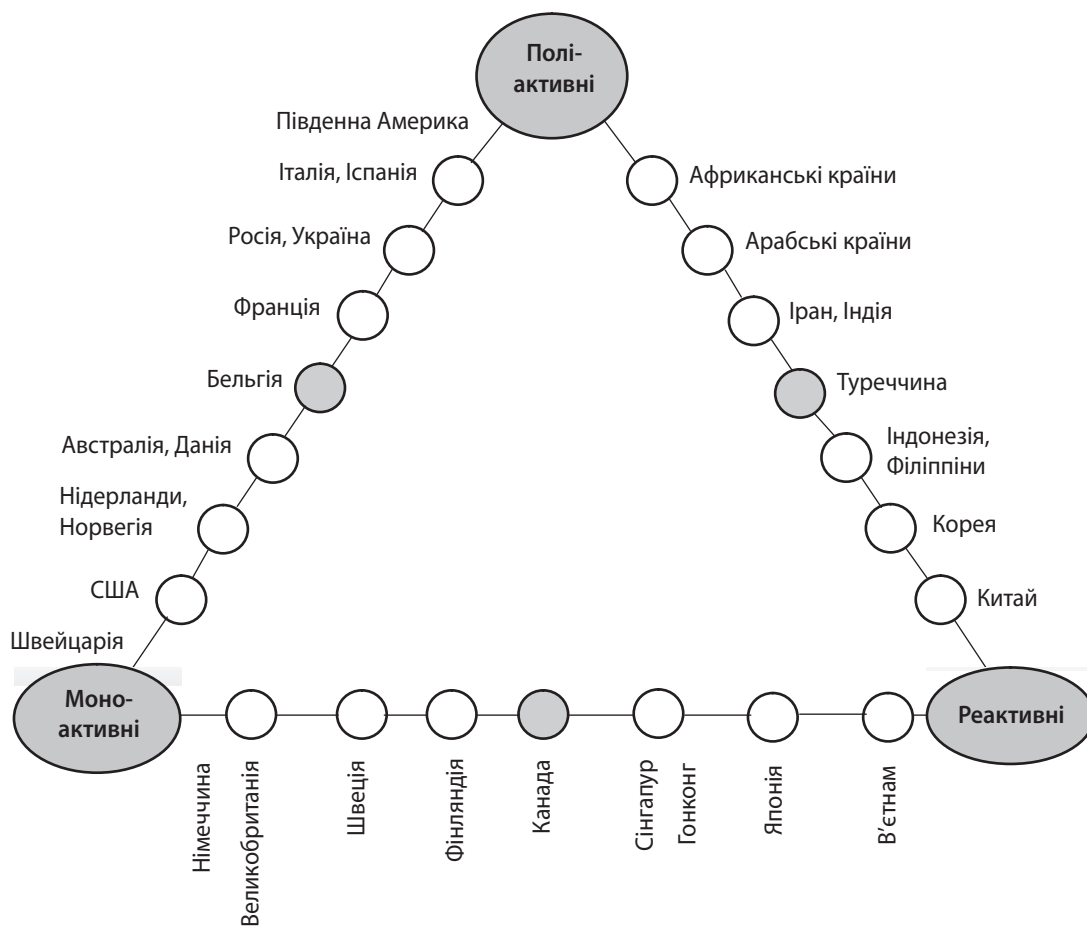 Полі-
активні
Південна Америка
Італія, Іспанія
Африканські країни
Росія, Україна
Арабські країни
Франція
Іран, Індія
Бельгія
Туреччина
Австралія, Данія
Індонезія,
Філіппіни
Нідерланди,
Норвегія
Корея
США
Китай
Швейцарія
Моно-
активні
Реактивні
Німеччина
Великобританія
Швеція
Фінляндія
Канада
Сінгапур
Гонконг
Японія
В’єтнам